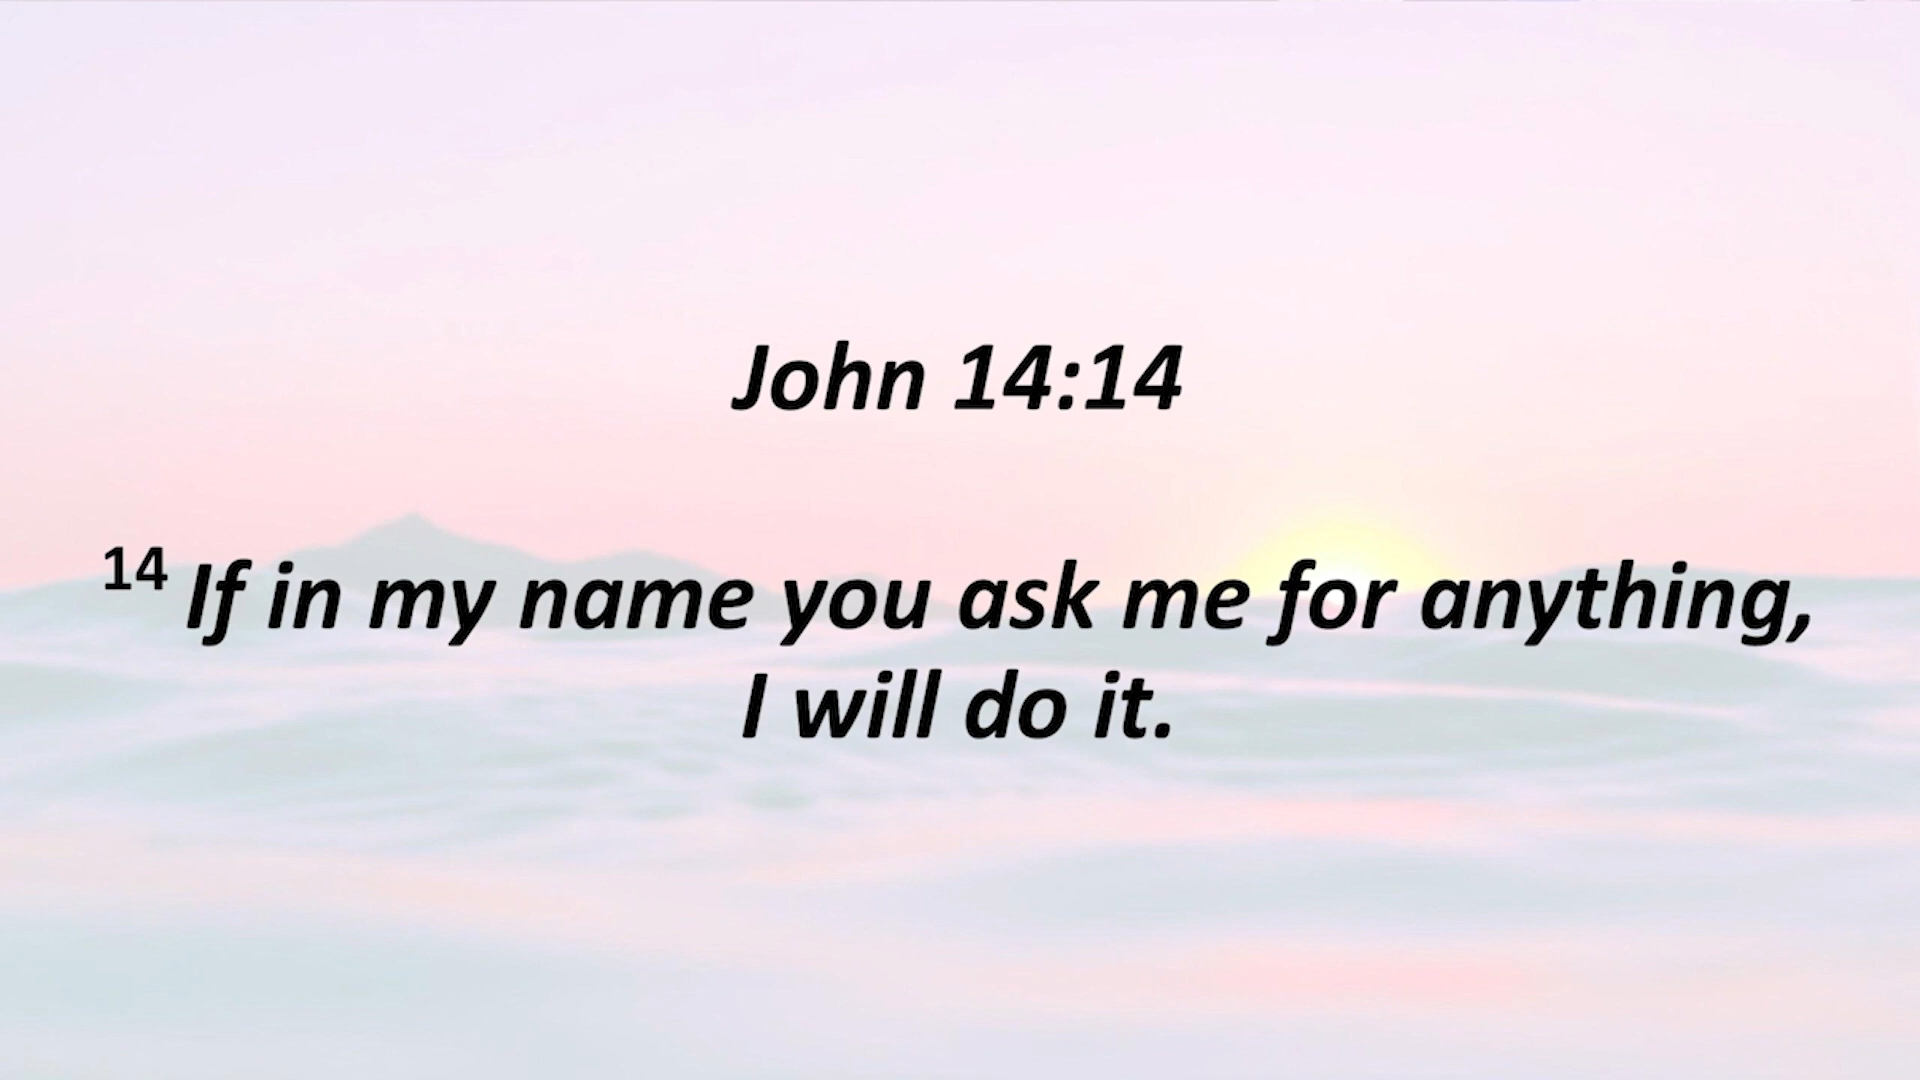 John 14:14
14 If in my name you ask me for anything,
I will do it.